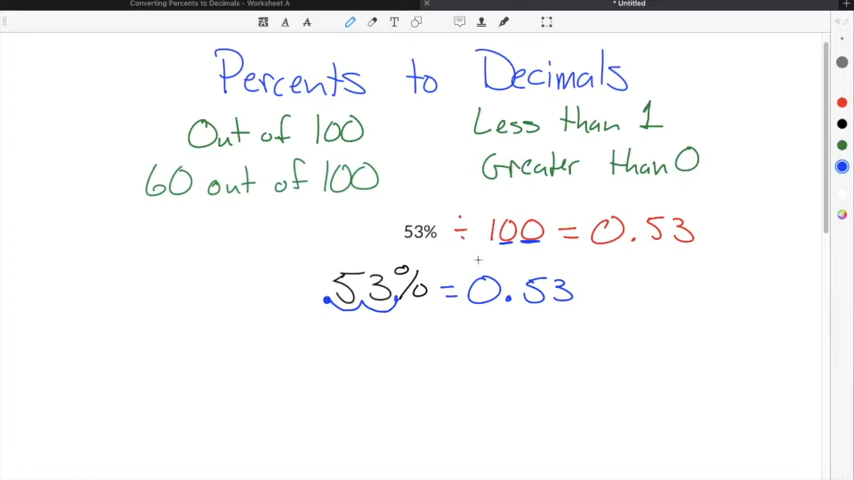 Converting Percents to Decimals - Worksheet A
* Untitled
Percents to Decimals
Out of 100
Less than 1
60 out of 100
Greater than 0
53% ÷ 100 = 0.53
.53% = 0.53